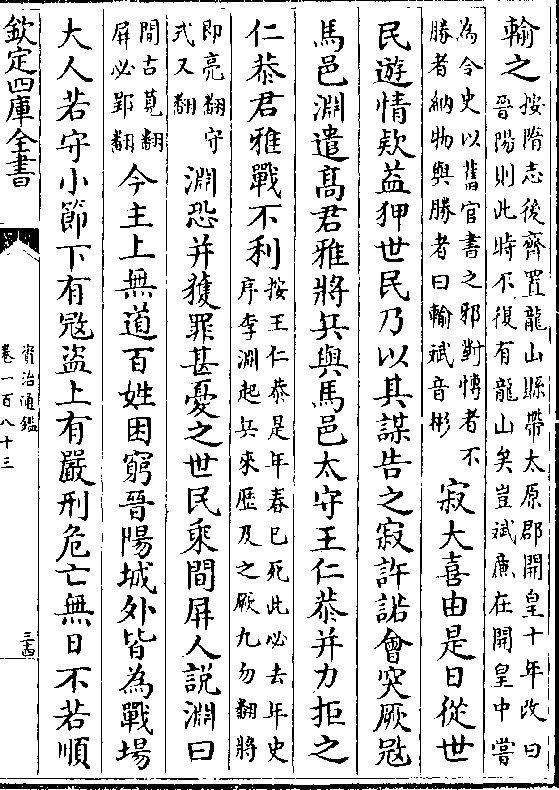 輸之按隋志後齊置龍山縣帶太原郡開皇十年改曰
晉陽則此時不復有龍山矣豈斌廉在開皇中嘗
為令史以舊官書之邪對慱者不
勝者納物與勝者曰輸斌音彬寂大喜由是日從世
民遊情欵益狎世民乃以其謀告之寂許諾會突厥冦
馬邑淵遣髙君雅將兵與馬邑太守王仁恭并力拒之
仁恭君雅戰不利按王仁恭是年春已死此必去年史
序李淵起兵來歴及之厥九勿翻將
即亮翻守
式又翻淵恐并獲罪甚憂之世民乘間屏人說淵曰
間古莧翻
屏必郢翻今主上無道百姓困窮晉陽城外皆為戰場
大人若守小節下有冦盗上有嚴刑危亡無日不若順
欽定四庫全書
資治通鑑
卷一百八十三
三四